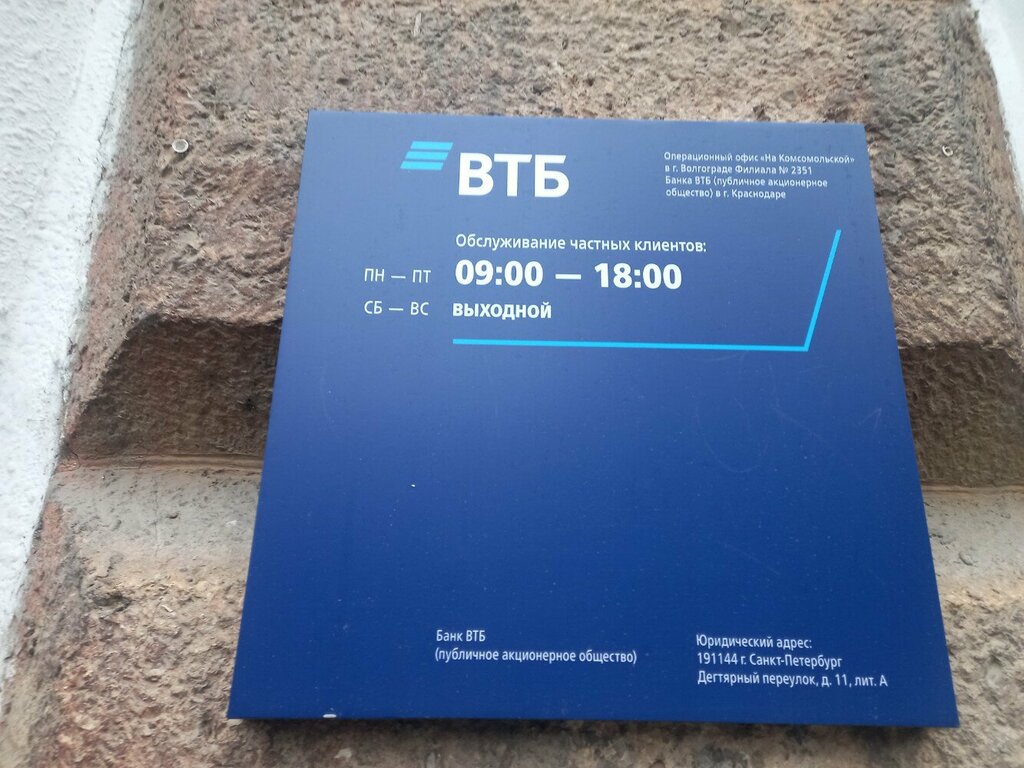 ВТБ
Операционный офис «На Комсомольской»
в г. Волгограде Филиала № 2351
Банка ВТБ (публичное акционерное
общество) в г. Краснодаре
Обслуживание частных клиентов:
ПН — ПТ 09:00 — 18:00
СБ — ВС ВЫХОДНОЙ
Банк ВТБ
(публичное акционерное общество)
Юридический адрес:
191144 г. Санкт-Петербург
Дегтярный переулок, д. 11, лит. А